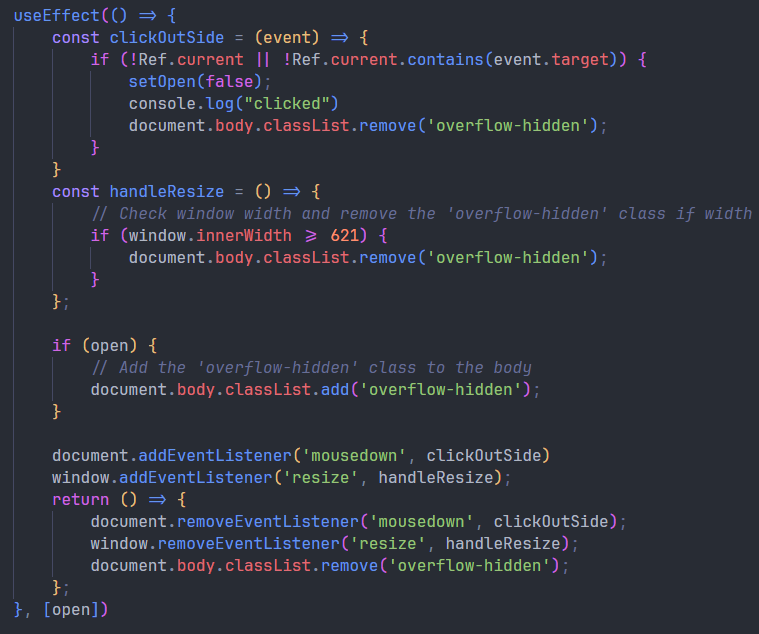 useEffect(() => {
    const clickOutSide = (event) => {
        if (!Ref.current || !Ref.current.contains(event.target)) {
            setOpen(false);
            console.log("clicked")
            document.body.classList.remove('overflow-hidden');
        }
    }
    const handleResize = () => {
        // Check window width and remove the 'overflow-hidden' class if width
        if (window.innerWidth >= 621) {
            document.body.classList.remove('overflow-hidden');
        }
    };

    if (open) {
        // Add the 'overflow-hidden' class to the body
        document.body.classList.add('overflow-hidden');
    }

    document.addEventListener('mousedown', clickOutSide)
    window.addEventListener('resize', handleResize);
    return () => {
        document.removeEventListener('mousedown', clickOutSide);
        window.removeEventListener('resize', handleResize);
        document.body.classList.remove('overflow-hidden');
    };
}, [open])